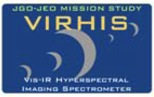 JGO-JEO MISSION STUDY
VIRHIS
VIS-IR HYPERSPECTRAL
IMAGING SPECTROMETER